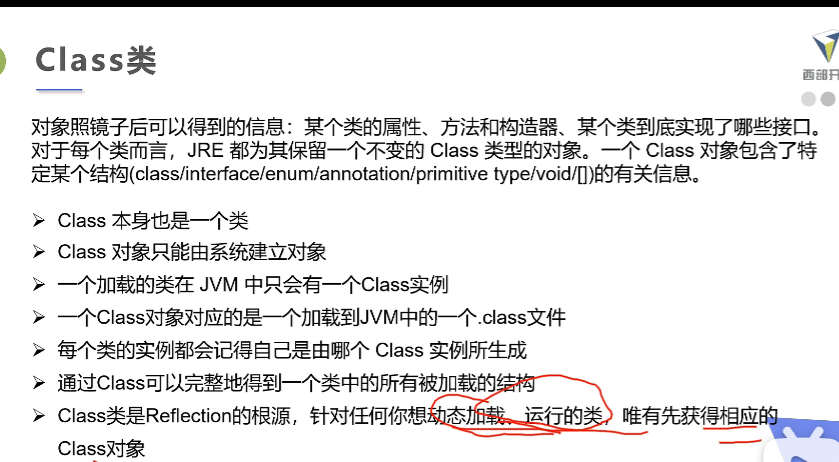 Class类
西部开
对象照镜子后可以得到的信息：某个类的属性、方法和构造器、某个类到底实现了哪些接口。
对于每个类而言，JRE 都为其保留一个不变的 Class 类型的对象。一个 Class 对象包含了特
定某个结构(class/interface/enum/annotation/primitive type/void/[])的有关信息。
➢ Class 本身也是一个类
➢ Class 对象只能由系统建立对象
➢ 一个加载的类在 JVM 中只会有一个Class实例
➢ 一个Class对象对应的是一个加载到JVM中的一个.class文件
➢ 每个类的实例都会记得自己是由哪个 Class 实例所生成
➢ 通过Class可以完整地得到一个类中的所有被加载的结构
➢ Class类是Reflection的根源，针对任何你想动态加载、运行的类，唯有先获得相应的
Class对象